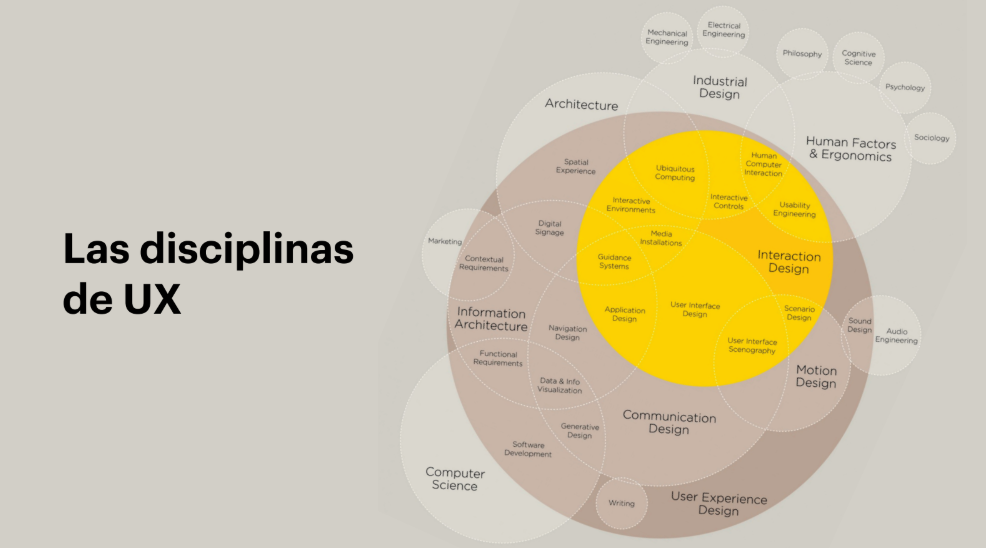 Las disciplinas
de UX
Mechanical
Engineering
Electrical
Engineering
Philosophy
Cognitive
Science
Psychology
Sociology
Industrial
Design
Architecture
Human Factors
& Ergonomics
Spatial
Experience
Ubiquitous
Computing
Human
Computer
Interaction
Interactive
Environments
Interactive
Controls
Usability
Engineering
Digital
Signage
Media
Installations
Marketing
Contextual
Requirements
Guidance
Systems
Interaction
Design
Information
Architecture
Application
Design
User Interface
Design
Scenario
Design
Sound
Design
Audio
Engineering
Navigation
Design
User Interface
Scenography
Functional
Requirements
Motion
Design
Data & Info
Visualization
Communication
Design
Generative
Design
Software
Development
Computer
Science
Writing
User Experience
Design